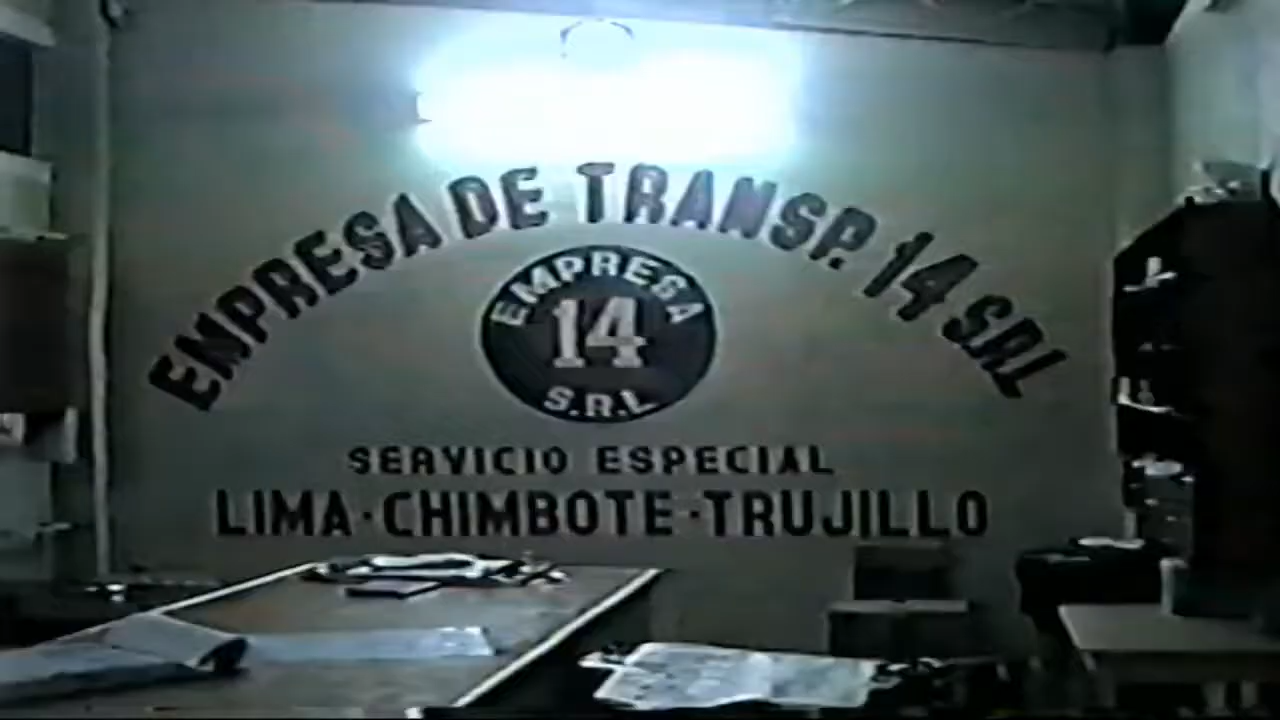 EMPRESA DE TRANSP. 14 SRL
EMPRESA
14
S.R.L
SERVICIO ESPECIAL
LIMA·CHIMBOTE·TRUJILLO